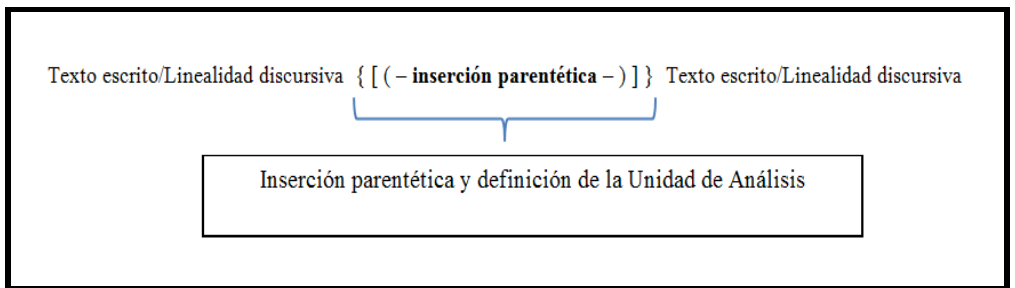 Texto escrito/Linealidad discursiva { [ ( – inserción parentética – ) ] } Texto escrito/Linealidad discursiva
Inserción parentética y definición de la Unidad de Análisis